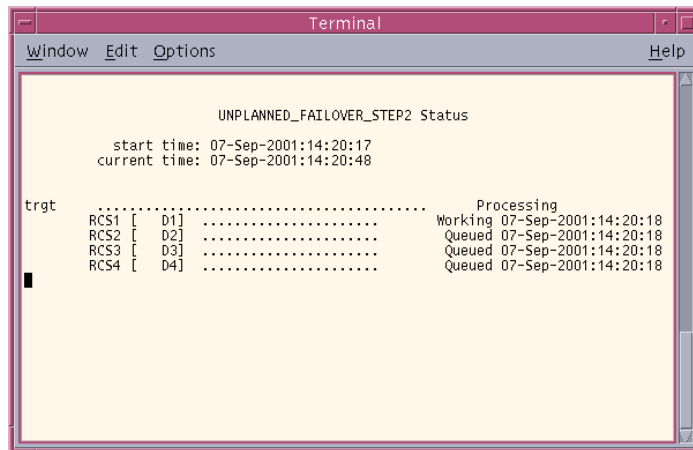 Terminal
Window Edit Options Help
UNPLANNED_FAILOVER_STEP2 Status
start time: 07-Sep-2001:14:20:17
current time: 07-Sep-2001:14:20:48
trgt ......................................... Processing
RCS1 [ D1] ...................... Working 07-Sep-2001:14:20:18
RCS2 [ D2] ...................... Queued 07-Sep-2001:14:20:18
RCS3 [ D3] ...................... Queued 07-Sep-2001:14:20:18
RCS4 [ D4] ...................... Queued 07-Sep-2001:14:20:18